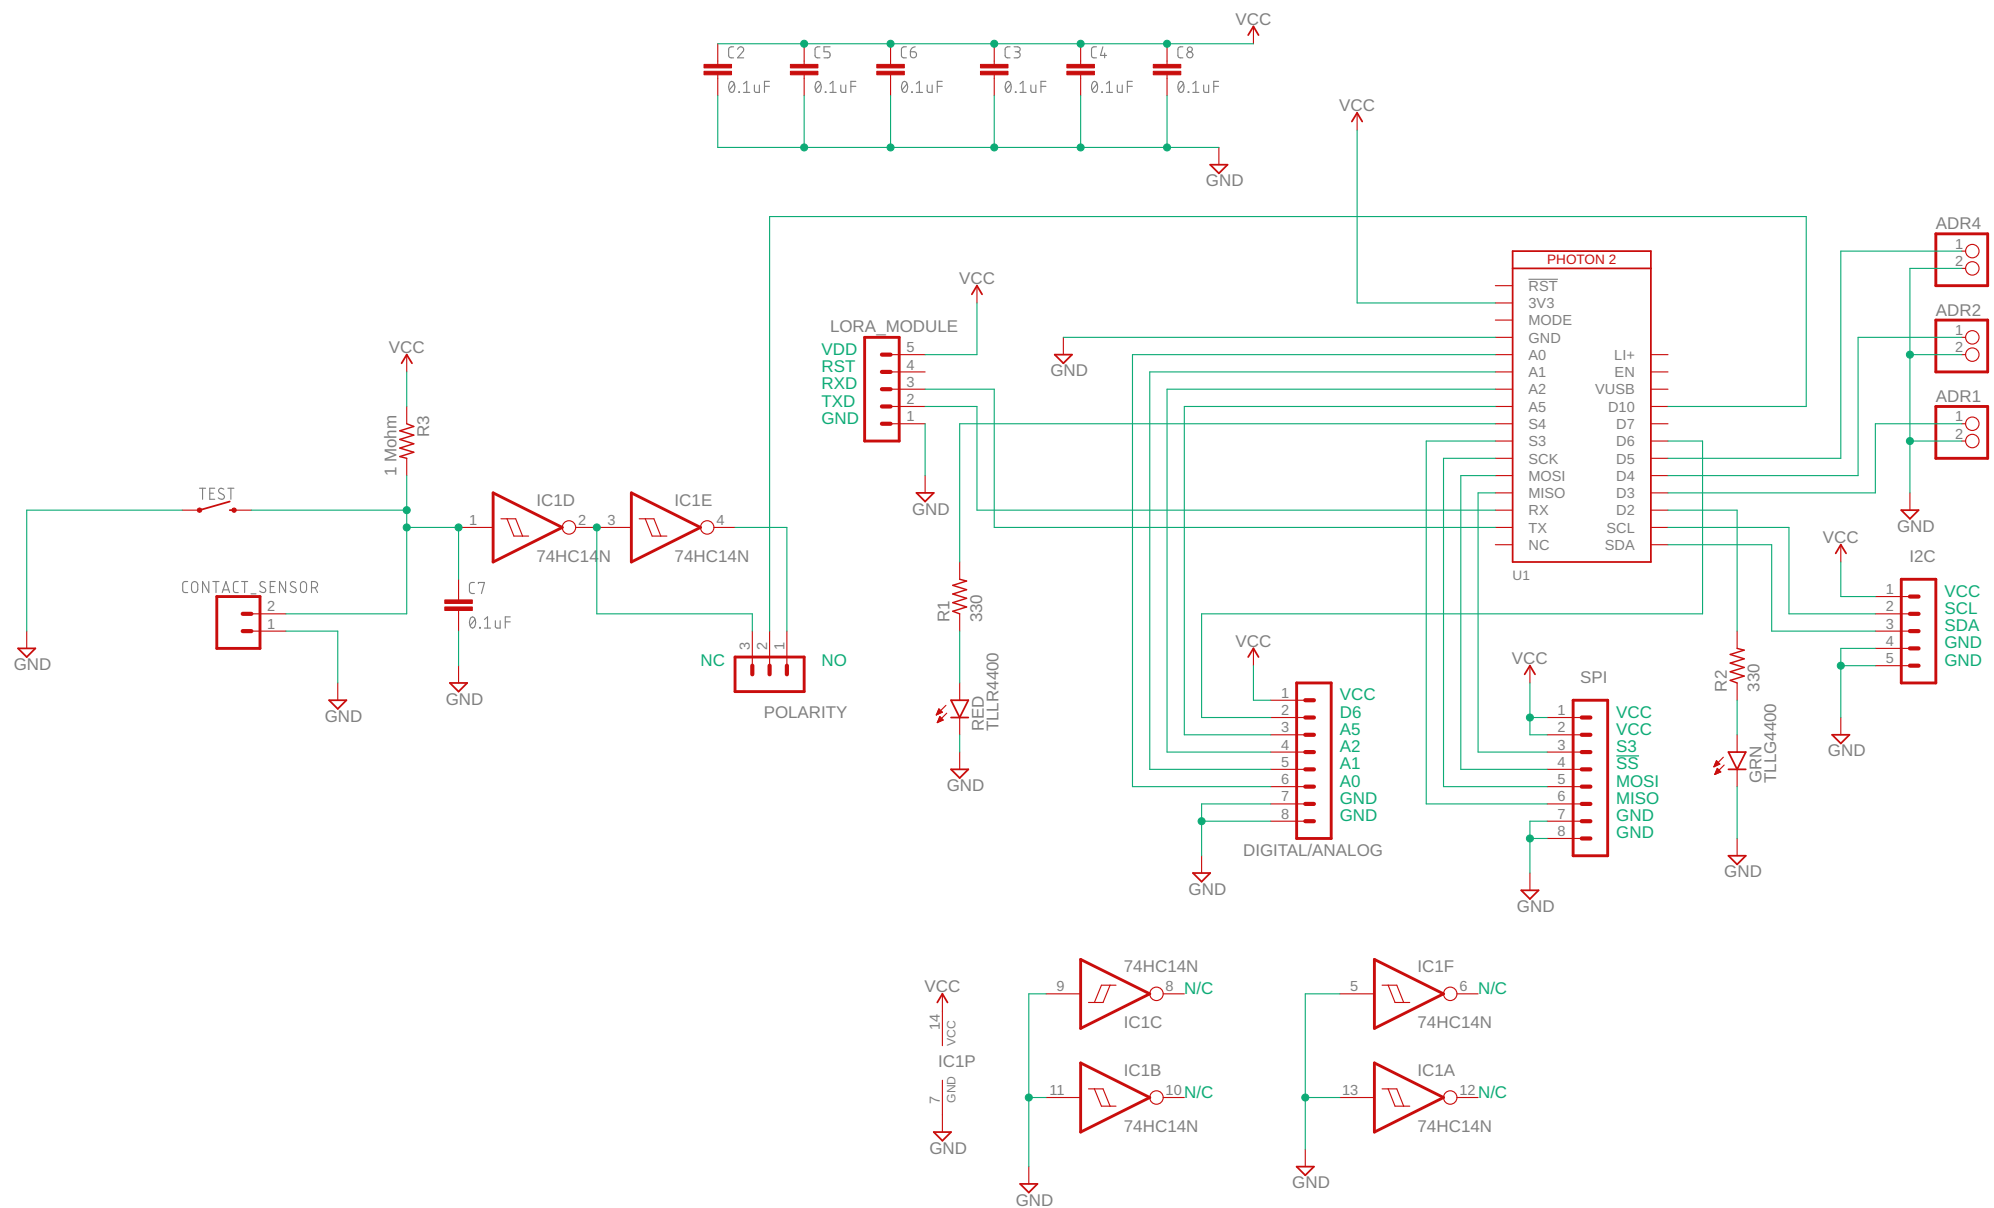 VCC
C2
C5
C6
C3
C4
C8
0.1uF
0.1uF
0.1uF
0.1uF
0.1uF
0.1uF
GND
VCC
PHOTON 2
RST
3V3
MODE
GND
A0
A1
A2
A5
S4
S3
SCK
MOSI
MISO
RX
TX
NC
LI+
EN
VUSB
D10
D7
D6
D5
D4
D3
D2
SCL
SDA
U1
GND
ADR4
1
2
ADR2
1
2
ADR1
1
2
GND
VCC
LORA_MODULE
VDD
RST
RXD
TXD
GND
5
4
3
2
1
GND
VCC
1 Mohm
R3
TEST
GND
CONTACT_SENSOR
2
1
GND
C7
0.1uF
GND
1
IC1D
2
74HC14N
3
IC1E
4
74HC14N
NC
3
2
1
NO
POLARITY
R1
330
RED
TLLR4400
GND
VCC
1
2
3
4
5
6
7
8
VCC
D6
A5
A2
A1
A0
GND
GND
DIGITAL/ANALOG
GND
VCC
SPI
1
2
3
4
5
6
7
8
VCC
VCC
S3
SS
MOSI
MISO
GND
GND
GND
R2
330
GRN
TLLG4400
GND
VCC
I2C
1
2
3
4
5
VCC
SCL
SDA
GND
GND
GND
VCC
14
VCC
IC1P
7
GND
GND
74HC14N
9
8
N/C
IC1C
IC1B
11
10
N/C
74HC14N
GND
IC1F
5
6
N/C
74HC14N
IC1A
13
12
N/C
74HC14N
GND